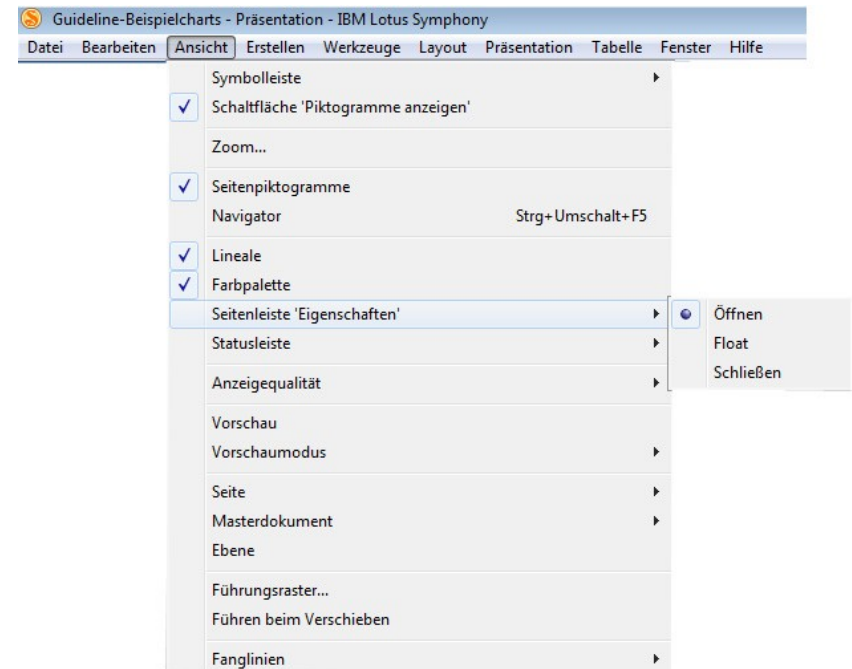 Guideline-Beispielcharts - Präsentation - IBM Lotus Symphony
Datei Bearbeiten Ansicht Erstellen Werkzeuge Layout Präsentation Tabelle Fenster Hilfe
Symbolleiste
Schaltfläche 'Piktogramme anzeigen'
Zoom...
Seitenpiktogramme
Navigator Strg+Umschalt+F5
Lineale
Farbpalette
Seitenleiste 'Eigenschaften' Öffnen
Statusleiste Float
Schließen
Anzeigequalität
Vorschau
Vorschaumodus
Seite
Masterdokument
Ebene
Führungsraster...
Führen beim Verschieben
Fanglinien